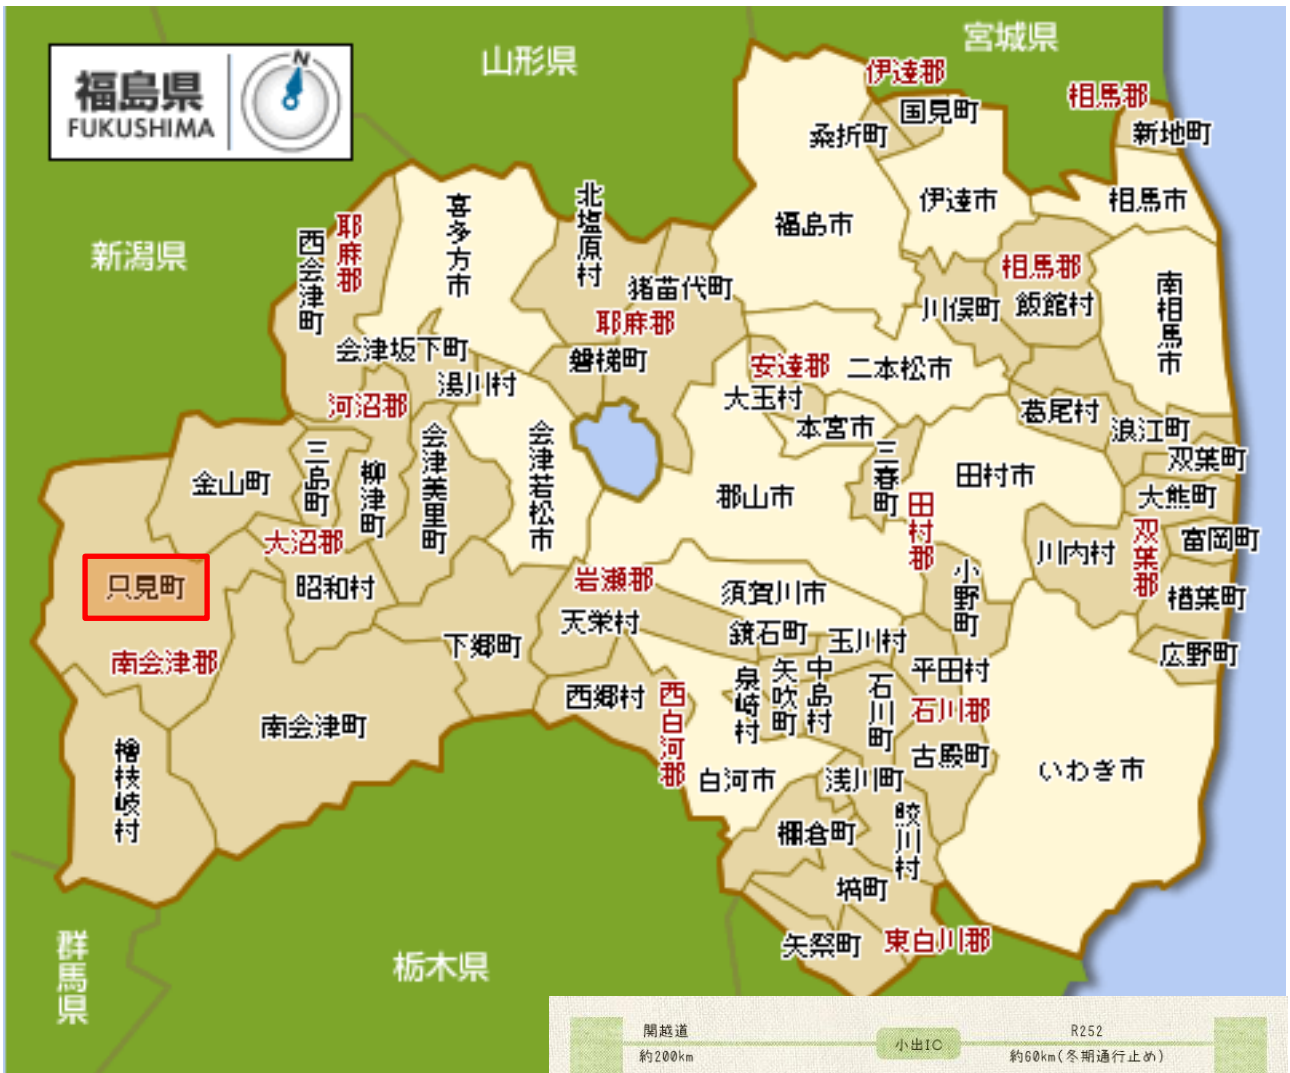 宮城県
山形県
福島県
FUKUSHIMA
N
伊達郡
相馬郡
国見町
桑折町
新地町
北塩原村
喜多方市
伊達市
相馬市
福島市
耶麻郡
西会津町
新潟県
猪苗代町
相馬郡
南相馬市
川俣町
飯館村
耶麻郡
会津坂下町
磐梯町
安達郡
二本松市
湯川村
大玉村
河沼郡
葛尾村
本宮市
浪江町
会津美里町
会津若松市
三春町
双葉町
三島町
柳津町
金山町
郡山市
田村市
大熊町
田村郡
双葉郡
大沼郡
富岡町
川内村
只見町
昭和村
岩瀬郡
須賀川市
小野町
楢葉町
天栄村
鏡石町
玉川村
下郷町
広野町
南会津郡
平田村
泉崎村
矢吹町
中島村
石川町
西郷村
西白河郡
石川郡
南会津町
古殿町
檜枝岐村
白河市
浅川町
いわき市
鮫川村
棚倉町
塙町
群馬県
栃木県
矢祭町
東白川郡
関越道
小出IC
R252
約200km
約60km(冬期通行止め)